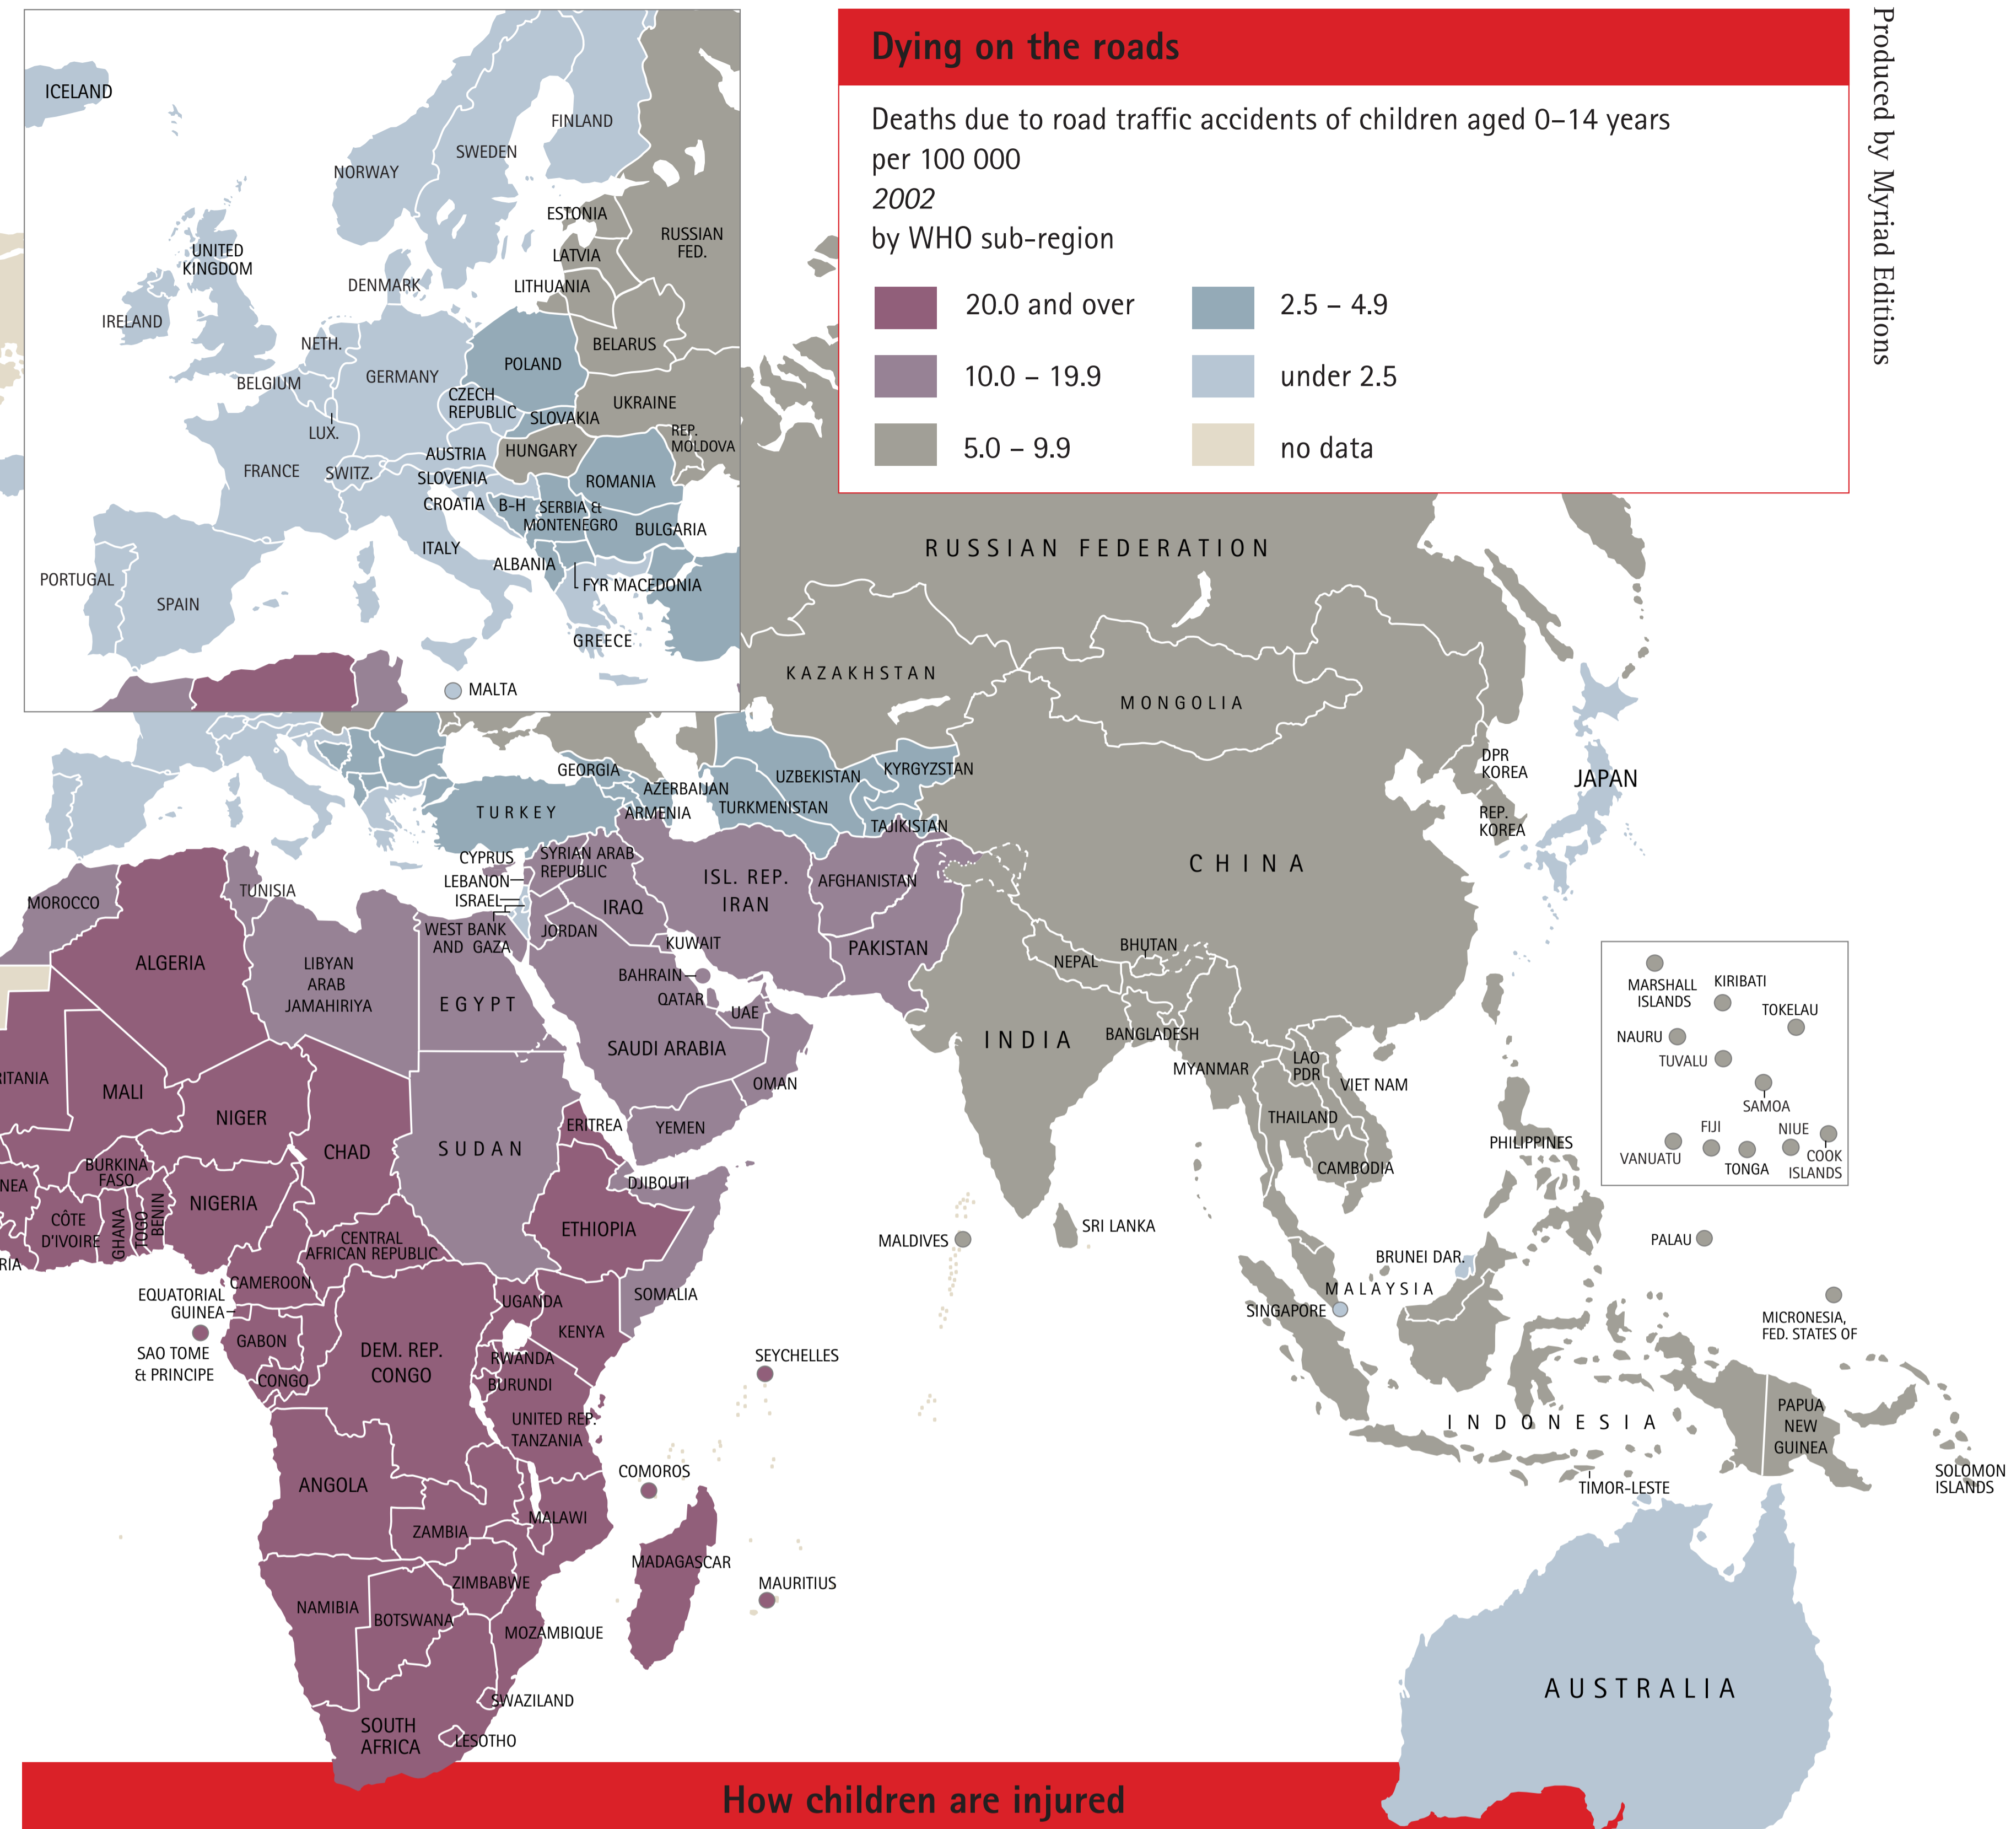 Dying on the roads
Deaths due to road traffic accidents of children aged 0–14 years
per 100 000
2002
by WHO sub-region
20.0 and over
10.0 – 19.9
5.0 – 9.9
2.5 – 4.9
under 2.5
no data
Produced by Myriad Editions
ICELAND
FINLAND
SWEDEN
NORWAY
ESTONIA
RUSSIAN
FED.
LATVIA
UNITED
KINGDOM
DENMARK
LITHUANIA
IRELAND
NETH.
BELARUS
POLAND
BELGIUM
GERMANY
CZECH
REPUBLIC
UKRAINE
SLOVAKIA
LUX.
REP.
MOLDOVA
AUSTRIA
HUNGARY
FRANCE
SWITZ.
SLOVENIA
ROMANIA
CROATIA
B-H
SERBIA &
MONTENEGRO
BULGARIA
ITALY
ALBANIA
FYR MACEDONIA
PORTUGAL
SPAIN
GREECE
MALTA
RUSSIAN FEDERATION
KAZAKHSTAN
MONGOLIA
DPR
KOREA
JAPAN
REP.
KOREA
GEORGIA
AZERBAIJAN
UZBEKISTAN
KYRGYZSTAN
TURKEY
ARMENIA
TURKMENISTAN
TAJIKISTAN
CYPRUS
SYRIAN ARAB
REPUBLIC
LEBANON
ISRAEL
WEST BANK
AND GAZA
JORDAN
IRAQ
ISL. REP.
IRAN
AFGHANISTAN
CHINA
KUWAIT
PAKISTAN
BAHRAIN
QATAR
UAE
SAUDI ARABIA
OMAN
YEMEN
NEPAL
BHUTAN
INDIA
BANGLADESH
MYANMAR
LAO
PDR
VIET NAM
THAILAND
CAMBODIA
PHILIPPINES
MOROCCO
TUNISIA
ALGERIA
LIBYAN
ARAB
JAMAHIRIYA
EGYPT
RITANIA
MALI
NIGER
CHAD
SUDAN
ERITREA
DJIBOUTI
BURKINA
FASO
NEA
NIGERIA
CÔTE
D'IVOIRE
GHANA
TOGO
BENIN
RIA
ETHIOPIA
CENTRAL
AFRICAN REPUBLIC
CAMEROON
EQUATORIAL
GUINEA
SOMALIA
UGANDA
KENYA
SAO TOME
& PRINCIPE
GABON
CONGO
DEM. REP.
CONGO
RWANDA
BURUNDI
UNITED REP.
TANZANIA
SEYCHELLES
COMOROS
ANGOLA
ZAMBIA
MALAWI
MADAGASCAR
MAURITIUS
ZIMBABWE
NAMIBIA
BOTSWANA
MOZAMBIQUE
SWAZILAND
SOUTH
AFRICA
LESOTHO
MALDIVES
SRI LANKA
BRUNEI DAR.
MALAYSIA
SINGAPORE
INDONESIA
TIMOR-LESTE
PAPUA
NEW
GUINEA
SOLOMON
ISLANDS
MARSHALL
ISLANDS
KIRIBATI
TOKELAU
NAURU
TUVALU
SAMOA
FIJI
NIUE
VANUATU
TONGA
COOK
ISLANDS
PALAU
MICRONESIA,
FED. STATES OF
AUSTRALIA
How children are injured